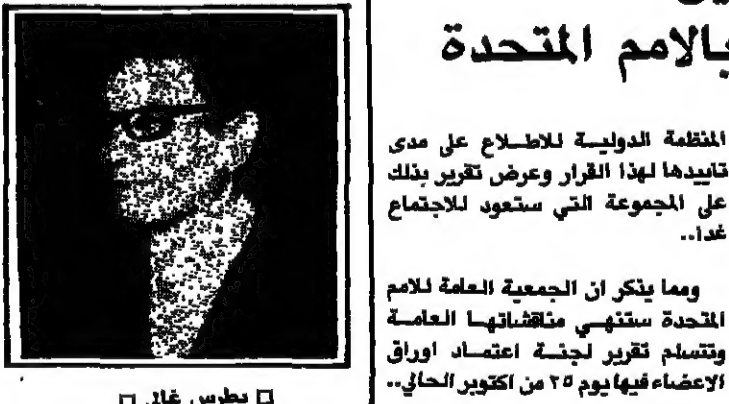 بالامم المتحدة
المنظمة الدولية للاطلاع على مدى
تاييدها لهذا القرار وعرض تقرير بذلك
على المجموعة التي ستعود للاجتماع
غدا..
ومما يذكر ان الجمعية العامة للامم
المتحدة ستنهي مناقشاتها العامة
وتتسلم تقرير لجنة اعتماد اوراق
الاعضاء فيها يوم ٢٥ من اكتوبر الحالي..
□ بطرس غالي □